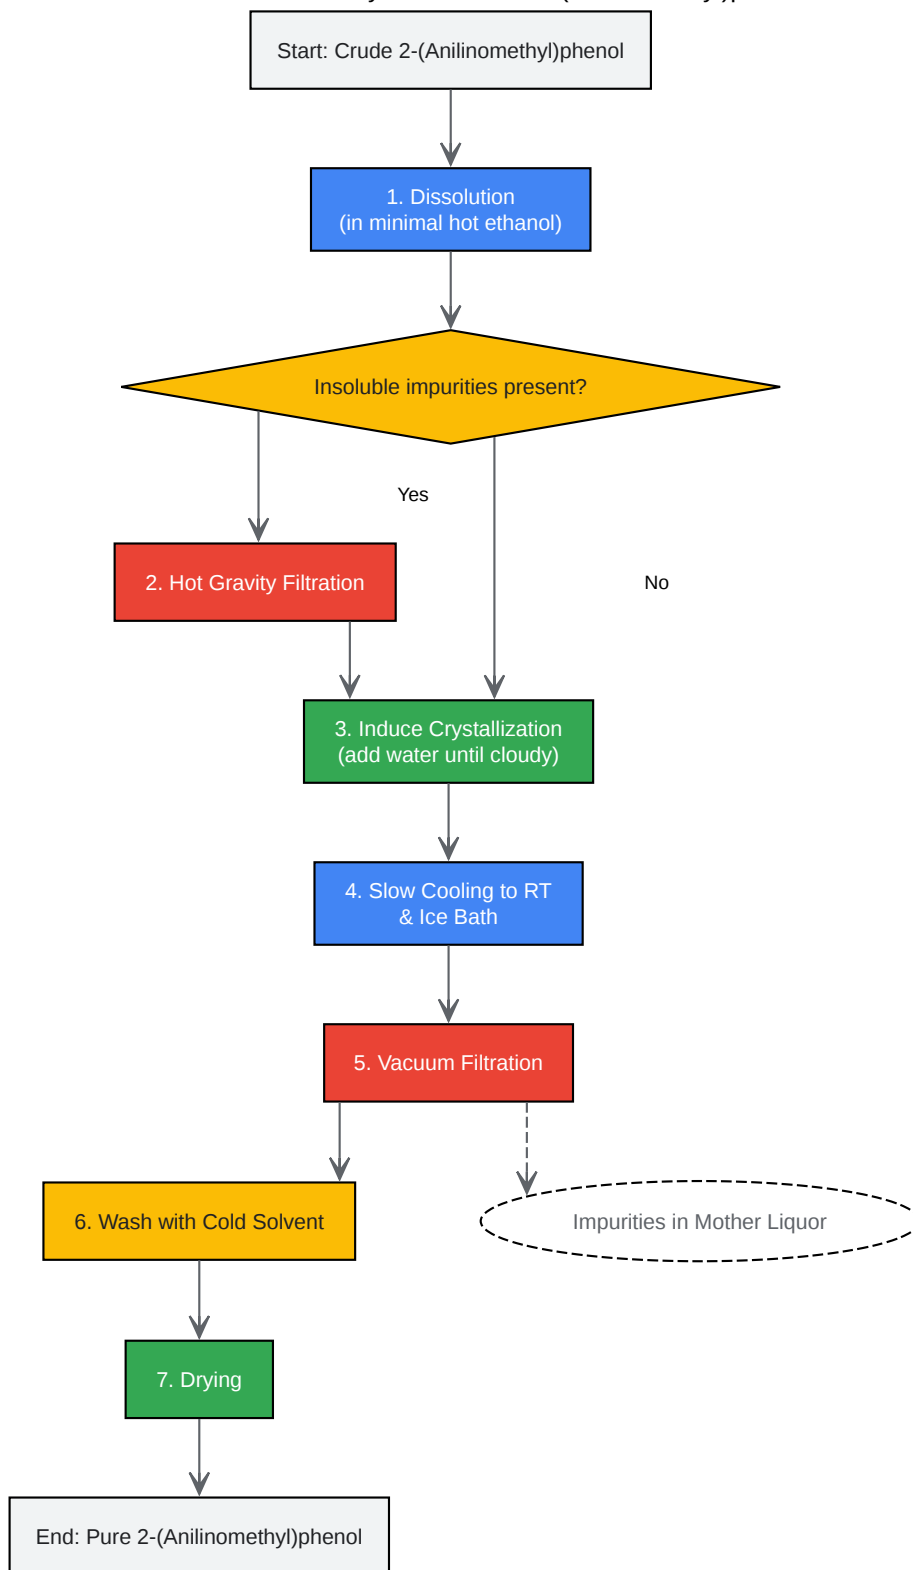 Start: Crude 2-(Anilinomethyl)phenol
1. Dissolution
(in minimal hot ethanol)
Insoluble impurities present?
Yes
2. Hot Gravity Filtration
No
3. Induce Crystallization
(add water until cloudy)
4. Slow Cooling to RT
& Ice Bath
5. Vacuum Filtration
6. Wash with Cold Solvent
Impurities in Mother Liquor
7. Drying
End: Pure 2-(Anilinomethyl)phenol